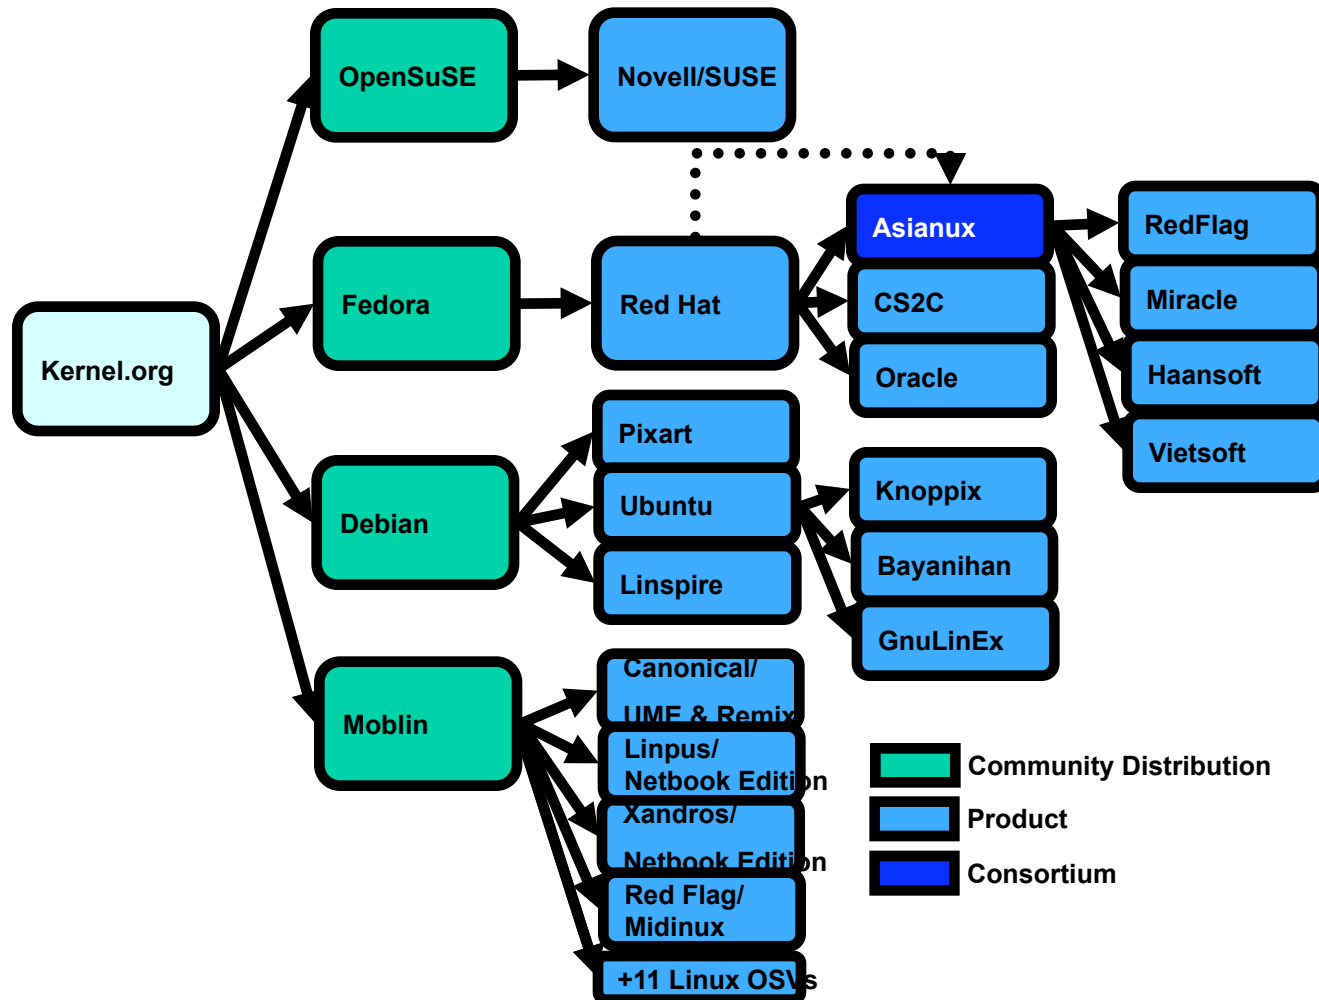 OpenSuSE
Novell/SUSE
Asianux
RedFlag
Fedora
Red Hat
CS2C
Miracle
Kernel.org
Oracle
Haansoft
Pixart
Vietsoft
Debian
Ubuntu
Knoppix
Linspire
Bayanihan
GnuLinEx
Moblin
Canonical/
UME & Remix
Linpus/
Netbook Edition
Xandros/
Netbook Edition
Red Flag/
Midinux
+11 Linux OSVs
Community Distribution
Product
Consortium